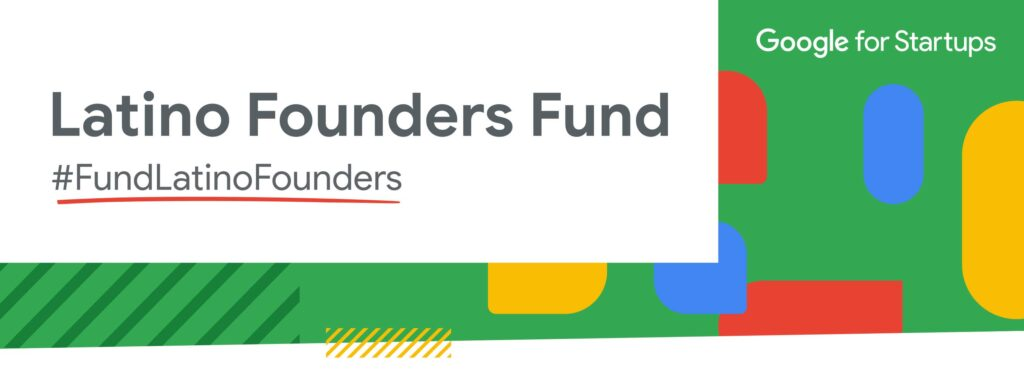 Google for Startups
Latino Founders Fund
#FundLatinoFounders